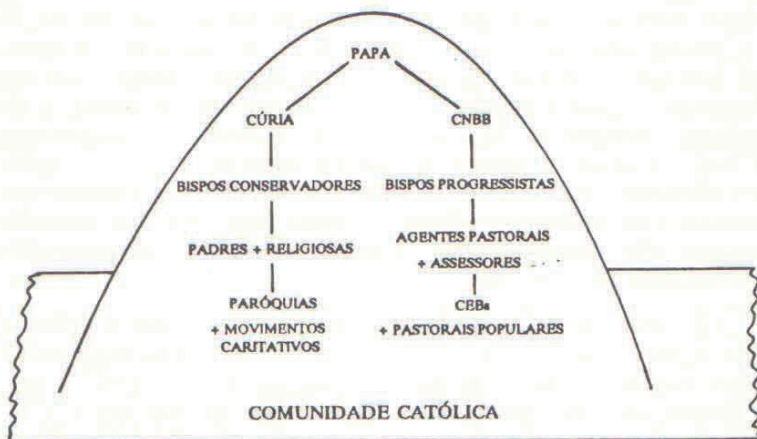 PAPA
CÚRIA
CNBB
BISPOS CONSERVADORES
BISPOS PROGRESSISTAS
PADRES + RELIGIOSAS
AGENTES PASTORAIS
+ ASSESSORES
PARÓQUIAS
+ MOVIMENTOS
CARITATIVOS
CEBs
+ PASTORAIS POPULARES
COMUNIDADE CATÓLICA